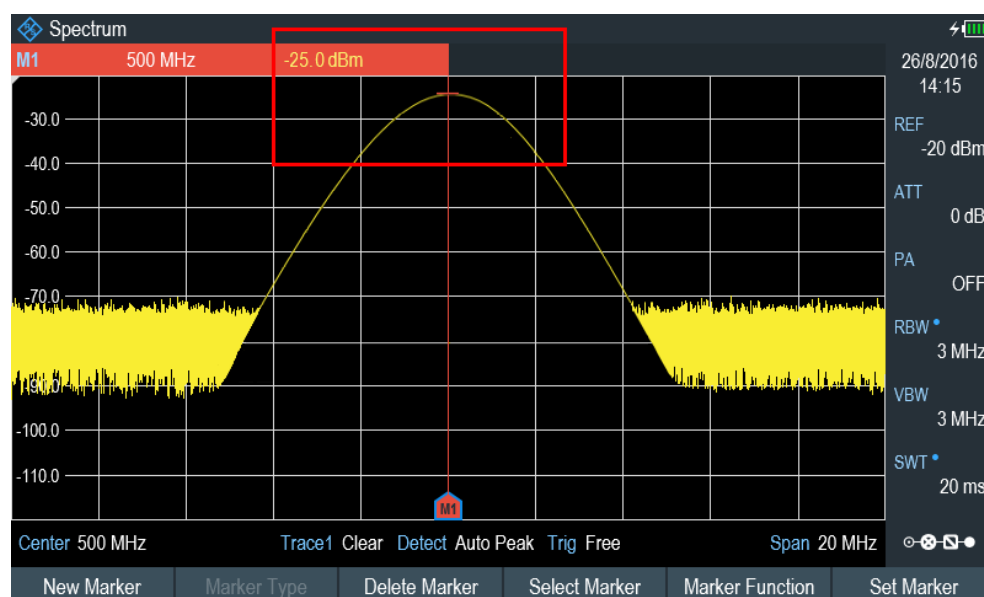 Spectrum
M1 500 MHz -25.0 dBm
26/8/2016
14:15
-30.0
-40.0
-50.0
-60.0
-70.0
-90.0
-100.0
-110.0
REF
-20 dBm
ATT
0 dB
PA
OFF
RBW
3 MHz
VBW
3 MHz
SWT
20 ms
M1
Center 500 MHz Trace1 Clear Detect Auto Peak Trig Free Span 20 MHz
New Marker Marker Type Delete Marker Select Marker Marker Function Set Marker